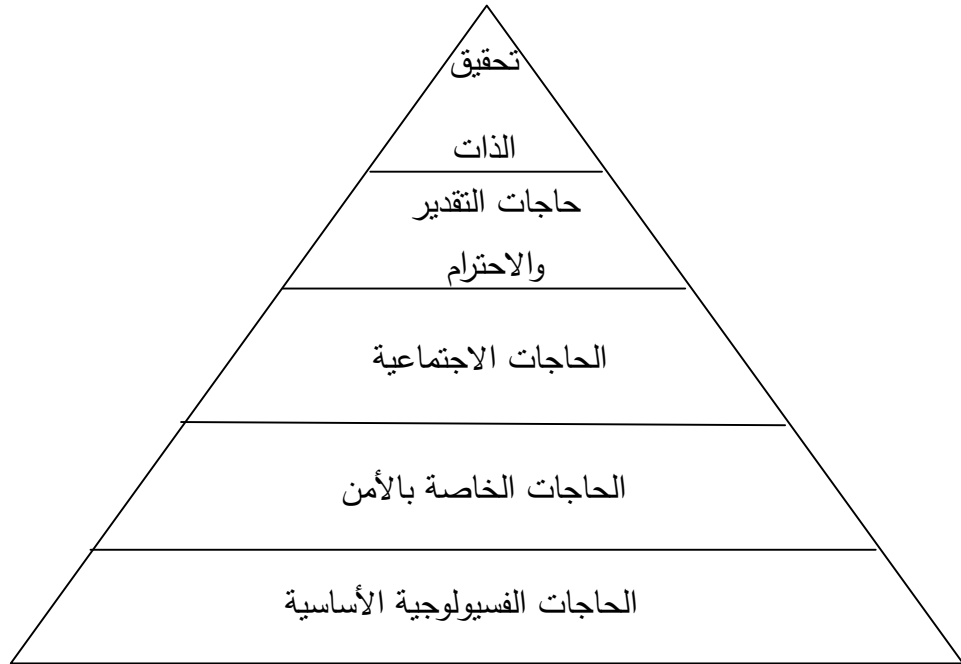 تحقيق
الذات
حاجات التقدير
والاحترام
الحاجات الاجتماعية
الحاجات الخاصة بالأمن
الحاجات الفسيولوجية الأساسية